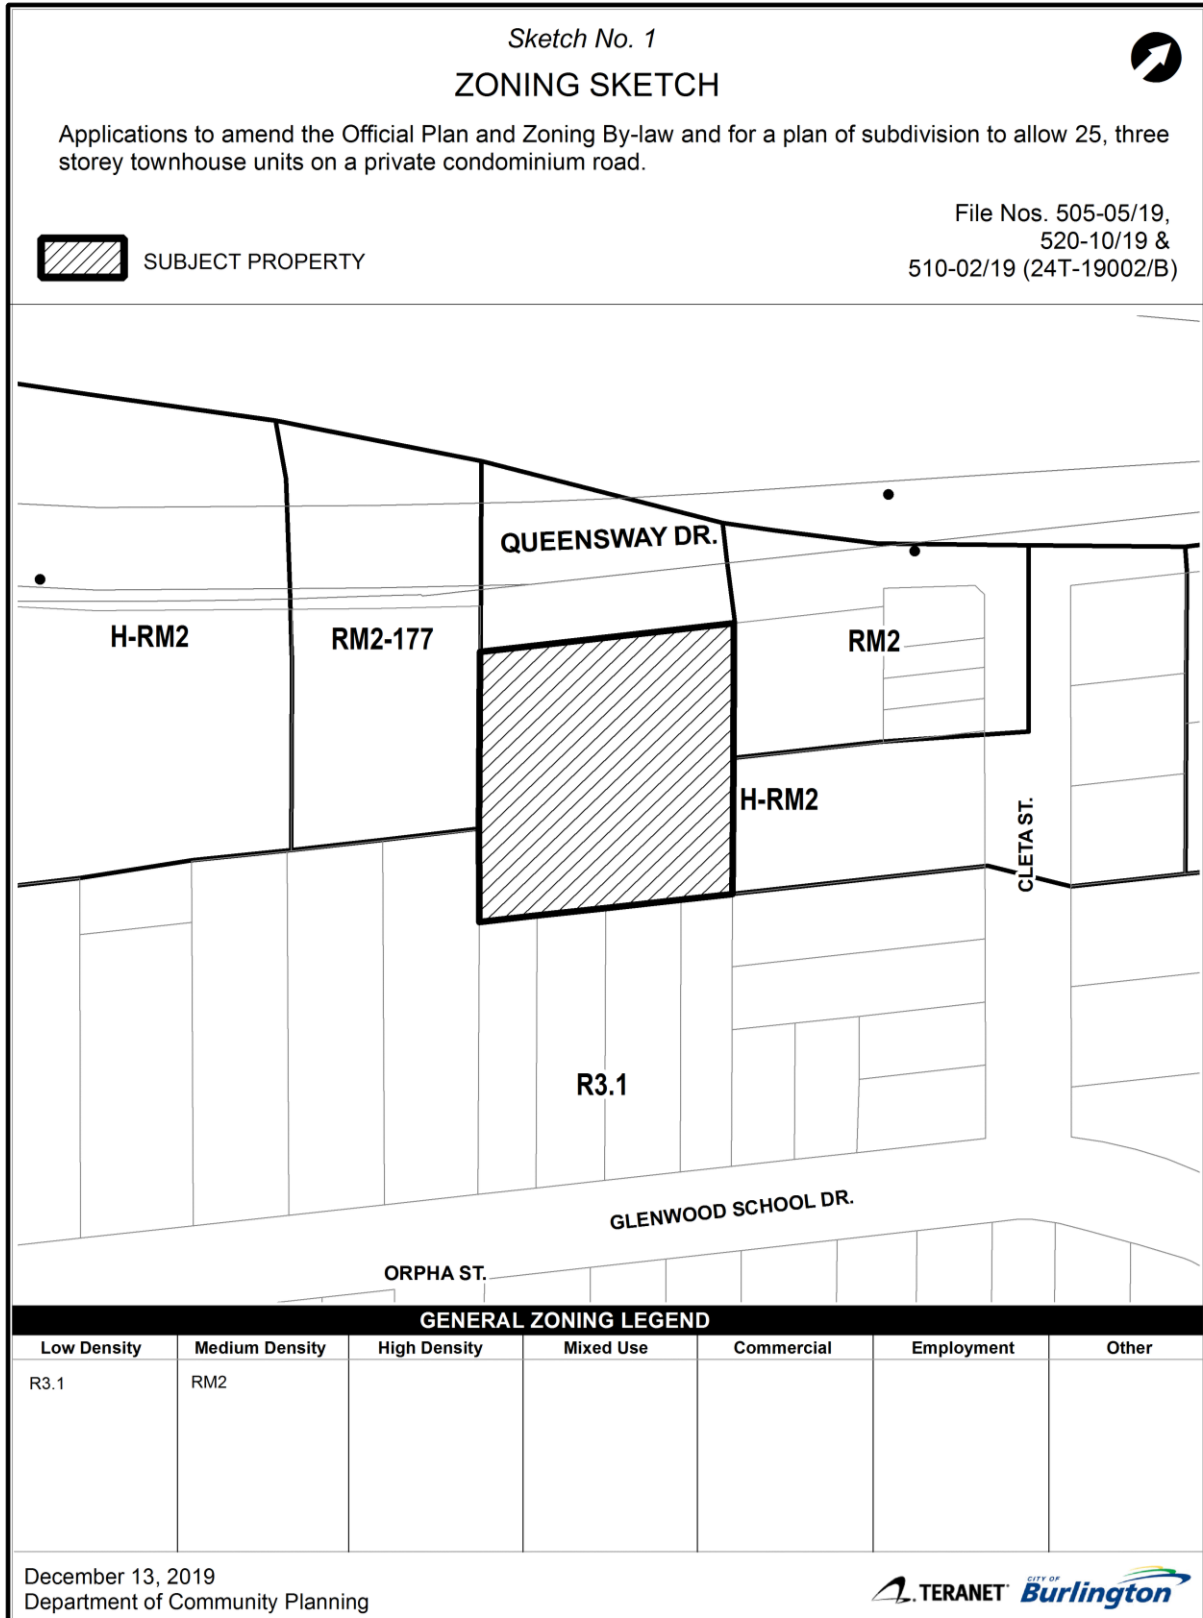 Sketch No. 1
ZONING SKETCH
Applications to amend the Official Plan and Zoning By-law and for a plan of subdivision to allow 25, three
storey townhouse units on a private condominium road.
File Nos. 505-05/19,
520-10/19 &
510-02/19 (24T-19002/B)
SUBJECT PROPERTY
QUEENSWAY DR.
H-RM2
RM2-177
RM2
H-RM2
CLETA ST.
R3.1
GLENWOOD SCHOOL DR.
ORPHA ST.
GENERAL ZONING LEGEND
Low Density Medium Density High Density Mixed Use Commercial Employment Other
R3.1 RM2
December 13, 2019
Department of Community Planning
TERANET
CITY OF
Burlington